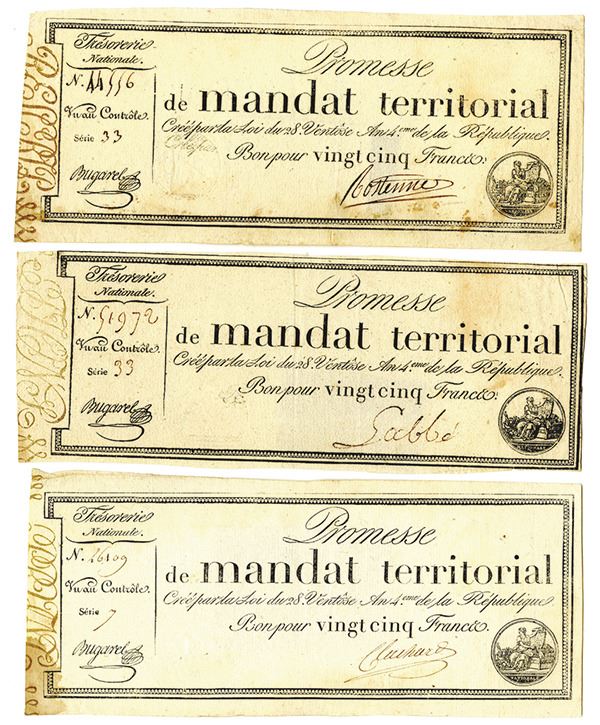 Trésorerie
Nationale.
N. 44556
Vu au Contrôle.
Série 33
Bugarel
Promesse
de mandat territorial
Créé par la Loi du 28. Ventôse An 4.eme de la République.
Bon pour vingt cinq Francs.
Trésorerie
Nationale.
N. 51972
Vu au Contrôle.
Série 33
Bugarel
Promesse
de mandat territorial
Créé par la Loi du 28. Ventôse An 4.eme de la République.
Bon pour vingt cinq Francs.
Labbé
Trésorerie
Nationale.
N. 26109
Vu au Contrôle.
Série 7
Bugarel
Promesse
de mandat territorial
Créé par la Loi du 28. Ventôse An 4.eme de la République.
Bon pour vingt cinq Francs.